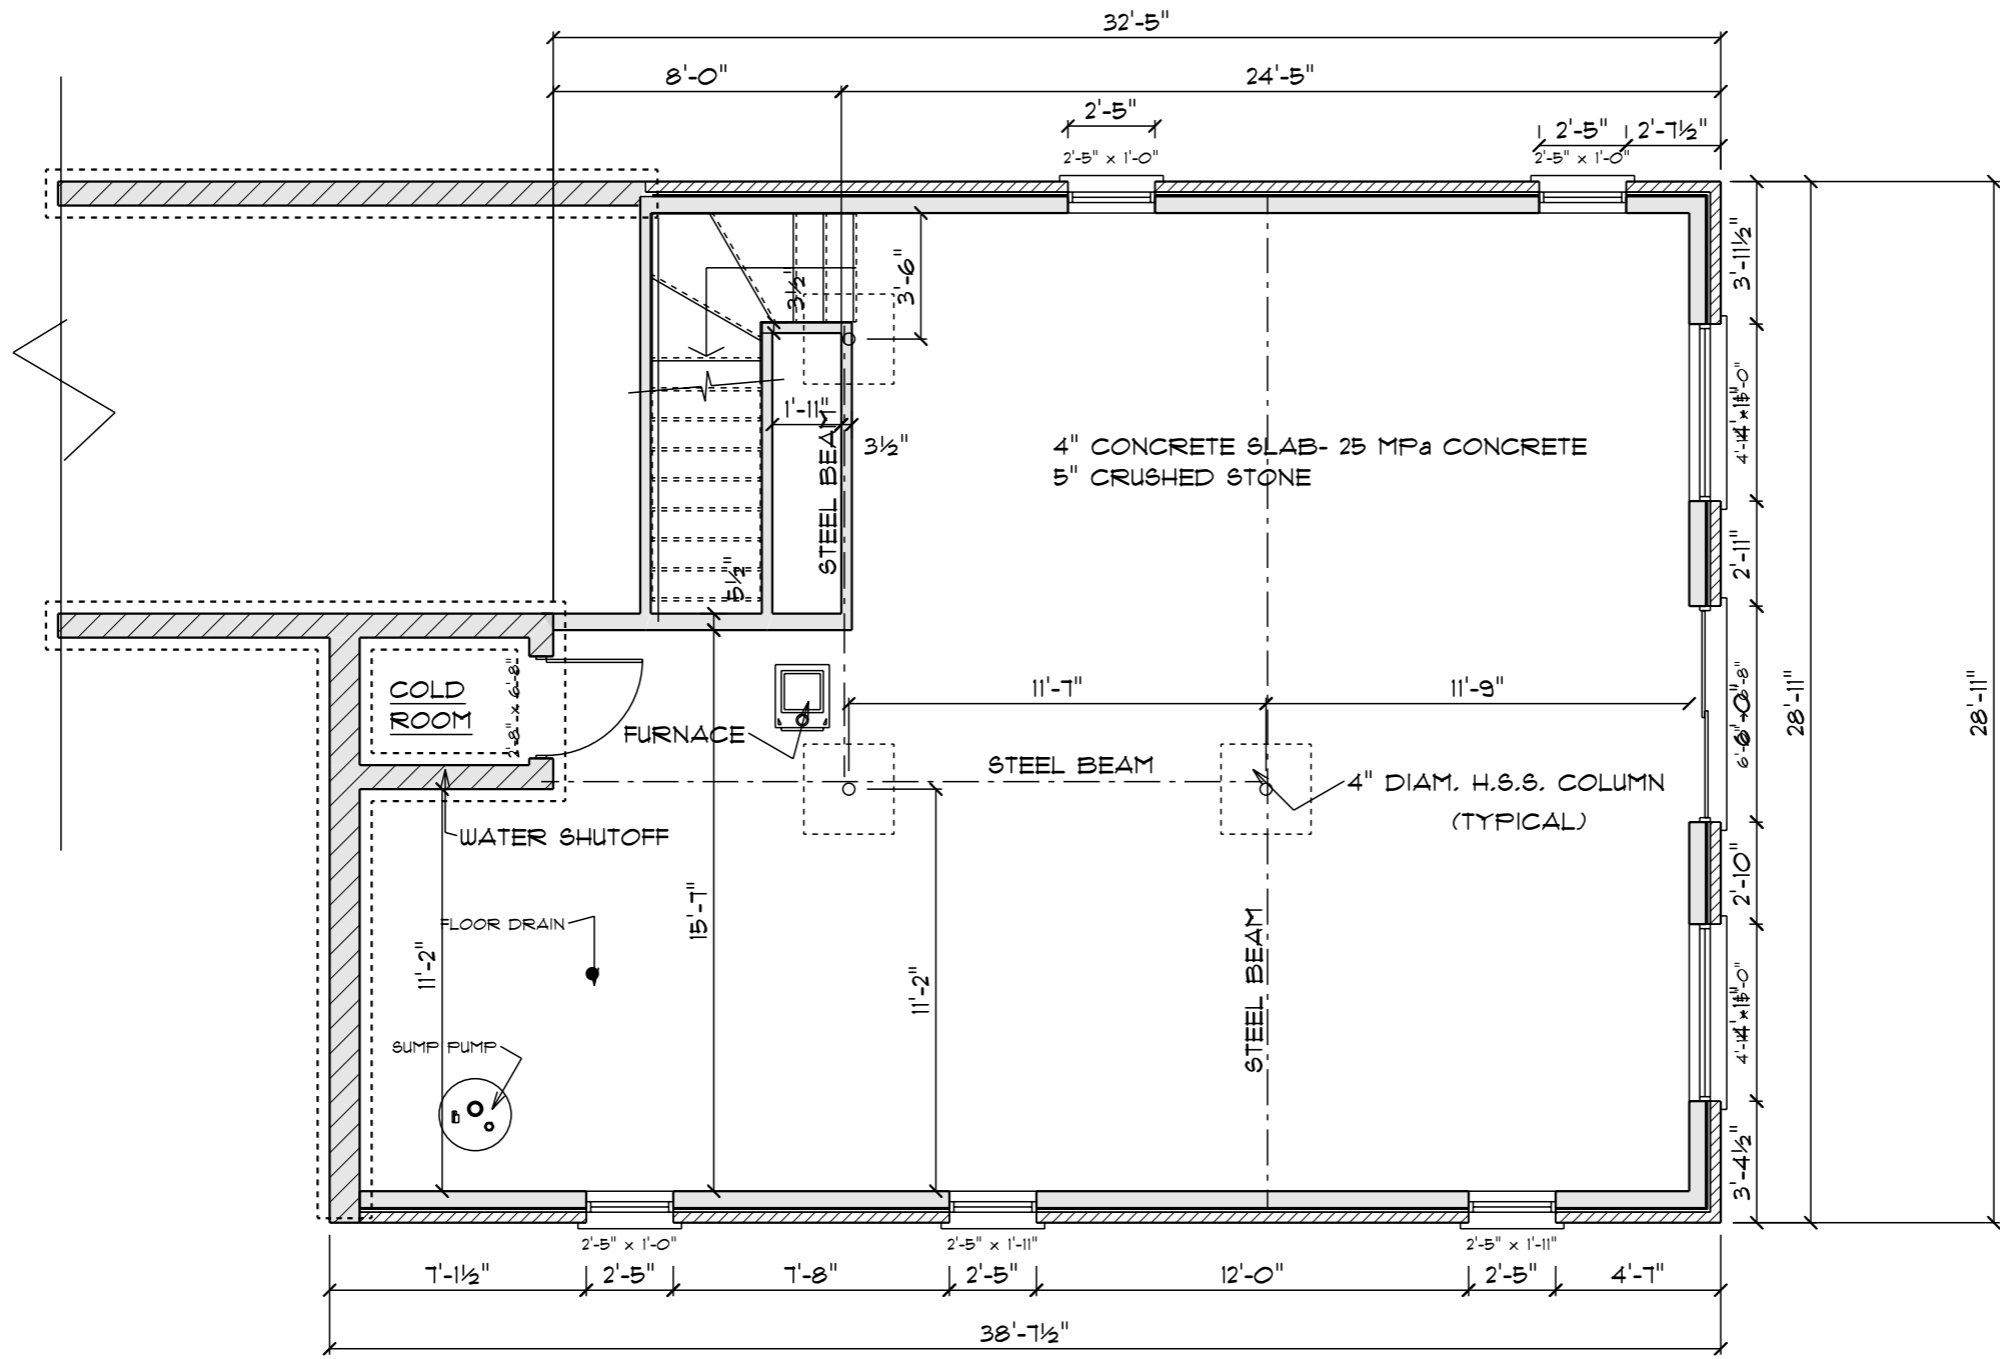 32'-5"
8'-0"
24'-5"
2'-5"
2'-5"
2'-7½"
2'-5" x 1'-0"
2'-5" x 1'-0"
3'-11½"
3½"
3'-6"
1'-11"
3½"
STEEL BEAM
4" CONCRETE SLAB- 25 MPa CONCRETE
5" CRUSHED STONE
2'-11"
5½"
COLD
ROOM
2'-8" x 6'-8"
FURNACE
11'-7"
11'-9"
28'-11"
28'-11"
STEEL BEAM
4" DIAM. H.S.S. COLUMN
(TYPICAL)
WATER SHUTOFF
2'-10"
15'-7"
FLOOR DRAIN
11'-2"
11'-2"
STEEL BEAM
SUMP PUMP
3'-4½"
2'-5" x 1'-0"
2'-5" x 1'-11"
2'-5" x 1'-11"
7'-1½"
2'-5"
7'-8"
2'-5"
12'-0"
2'-5"
4'-7"
38'-7½"